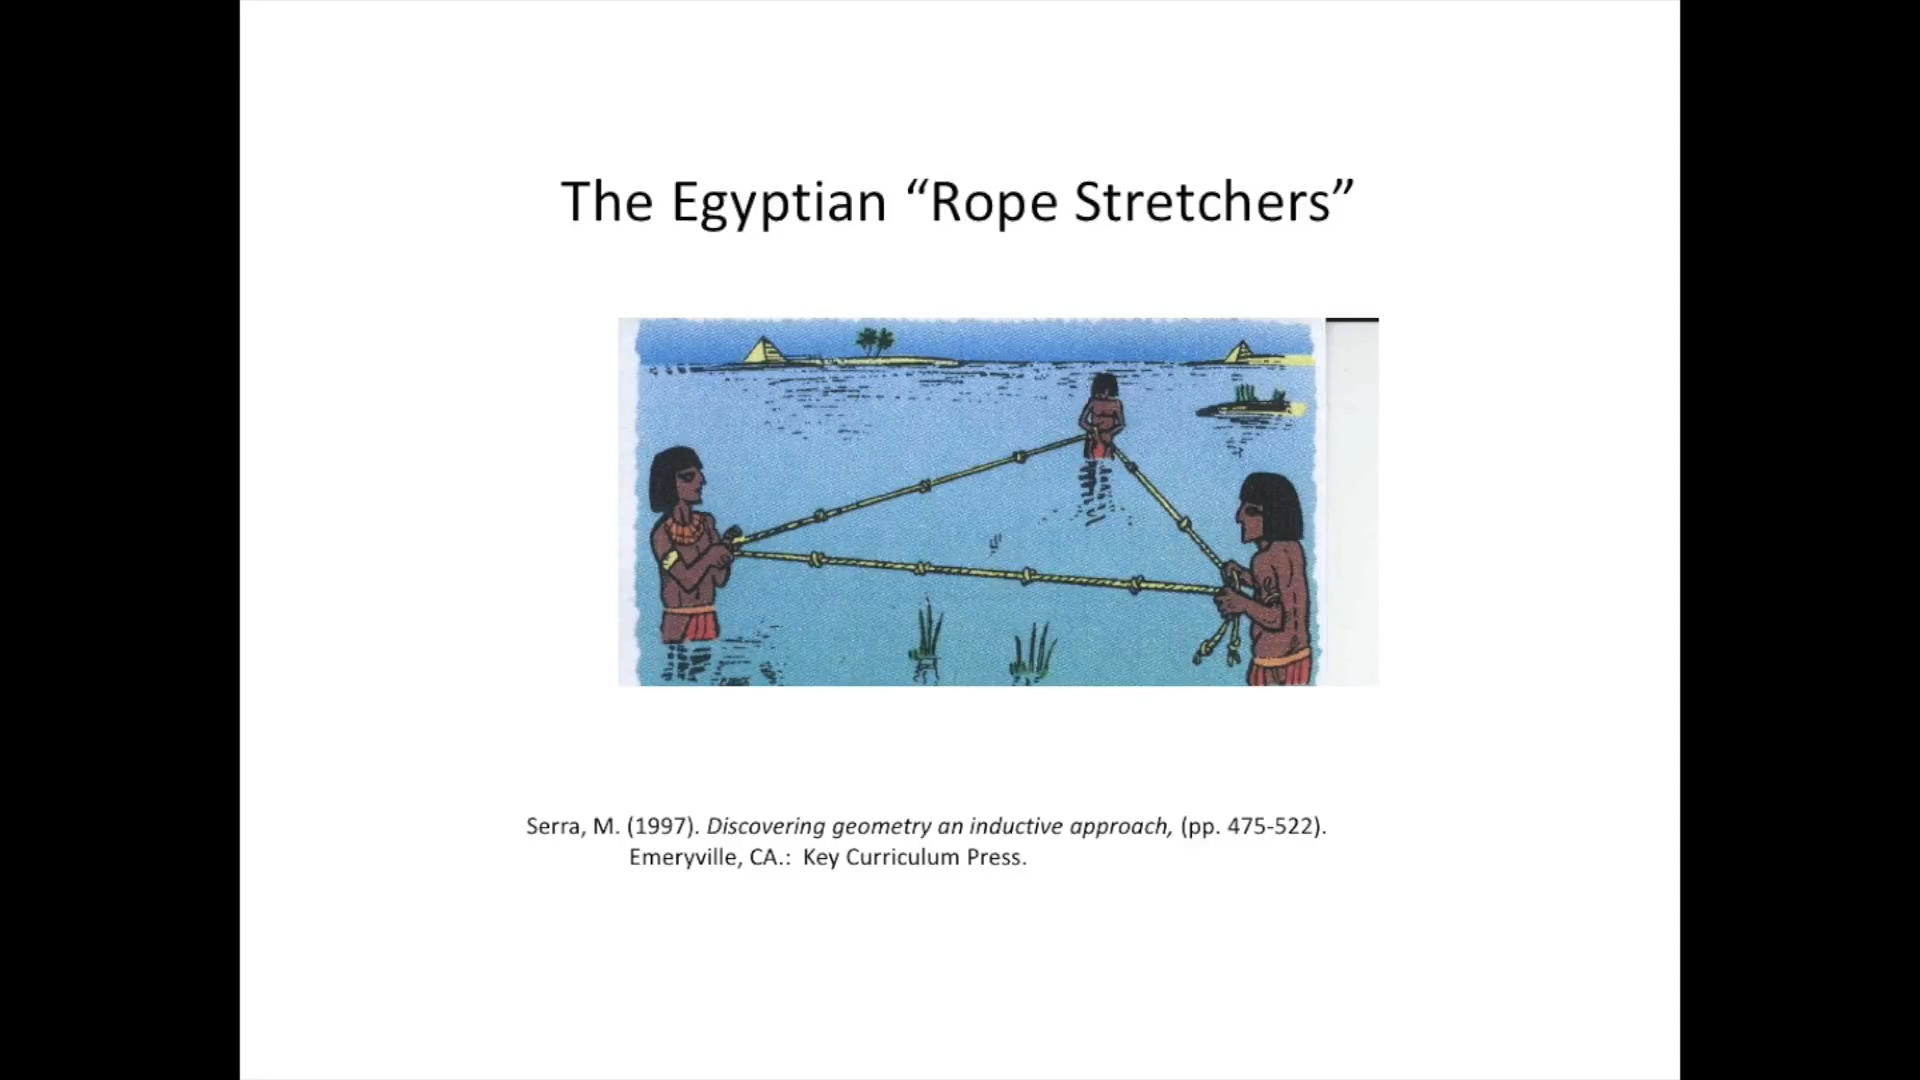 The Egyptian “Rope Stretchers”
Serra, M. (1997). Discovering geometry an inductive approach, (pp. 475-522).
Emeryville, CA.: Key Curriculum Press.